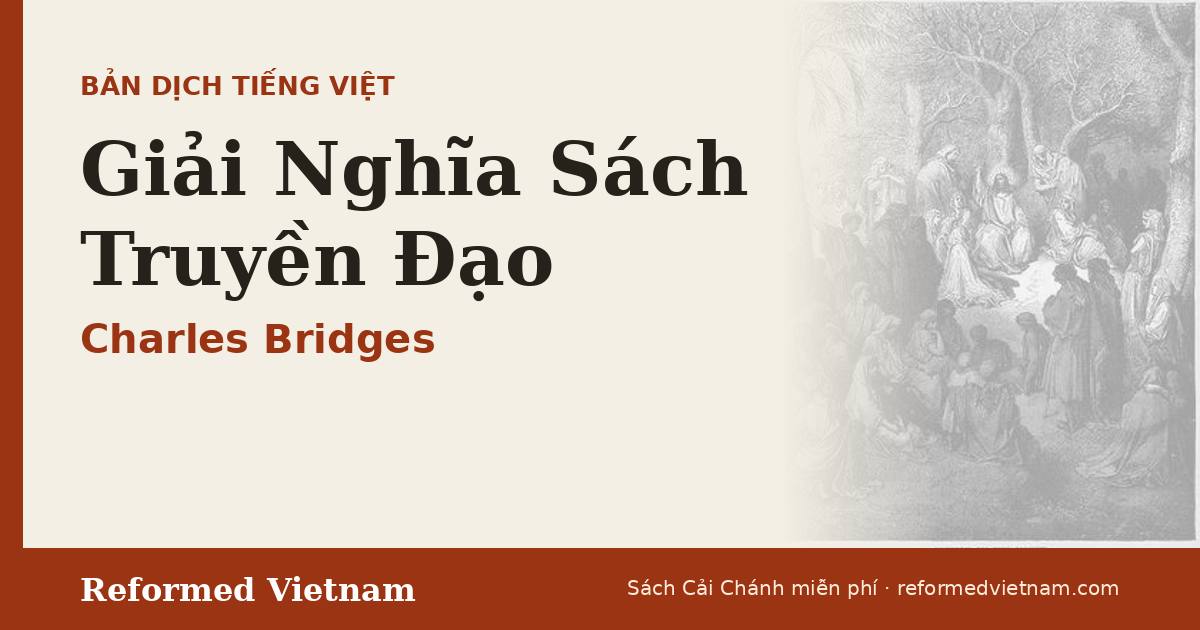 BẢN DỊCH TIẾNG VIỆT
Giải Nghĩa Sách
Truyền Đạo
Charles Bridges
Reformed Vietnam
Sách Cải Chánh miễn phí · reformedvietnam.com